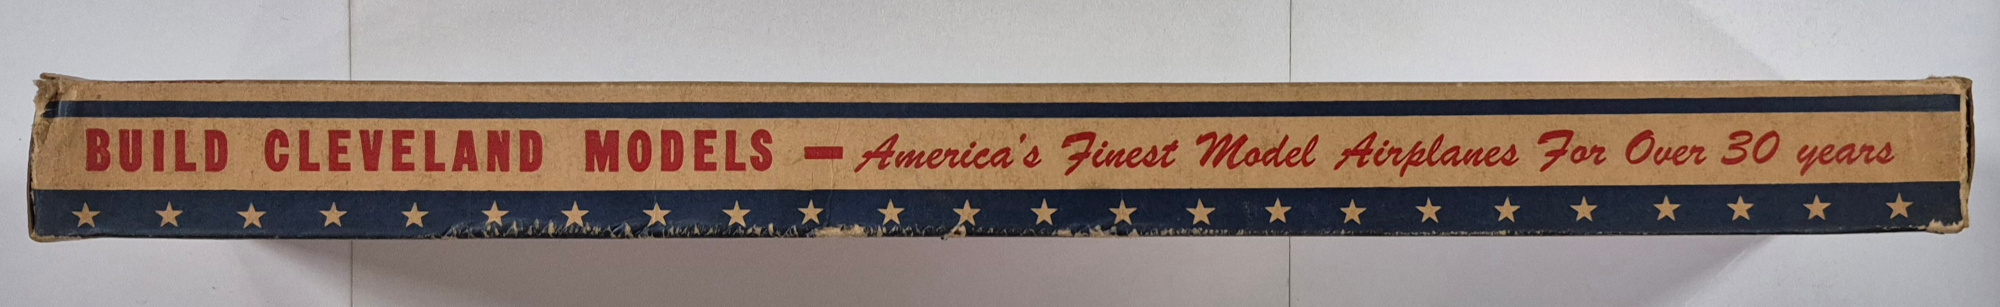 BUILD CLEVELAND MODELS — America's Finest Model Airplanes For Over 30 years